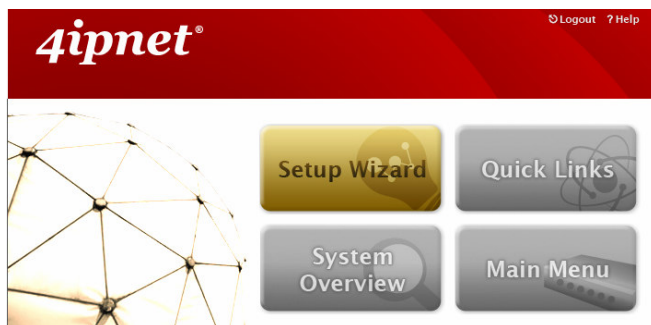 4ipnet®
Logout ?Help
Setup Wizard
Quick Links
System
Overview
Main Menu